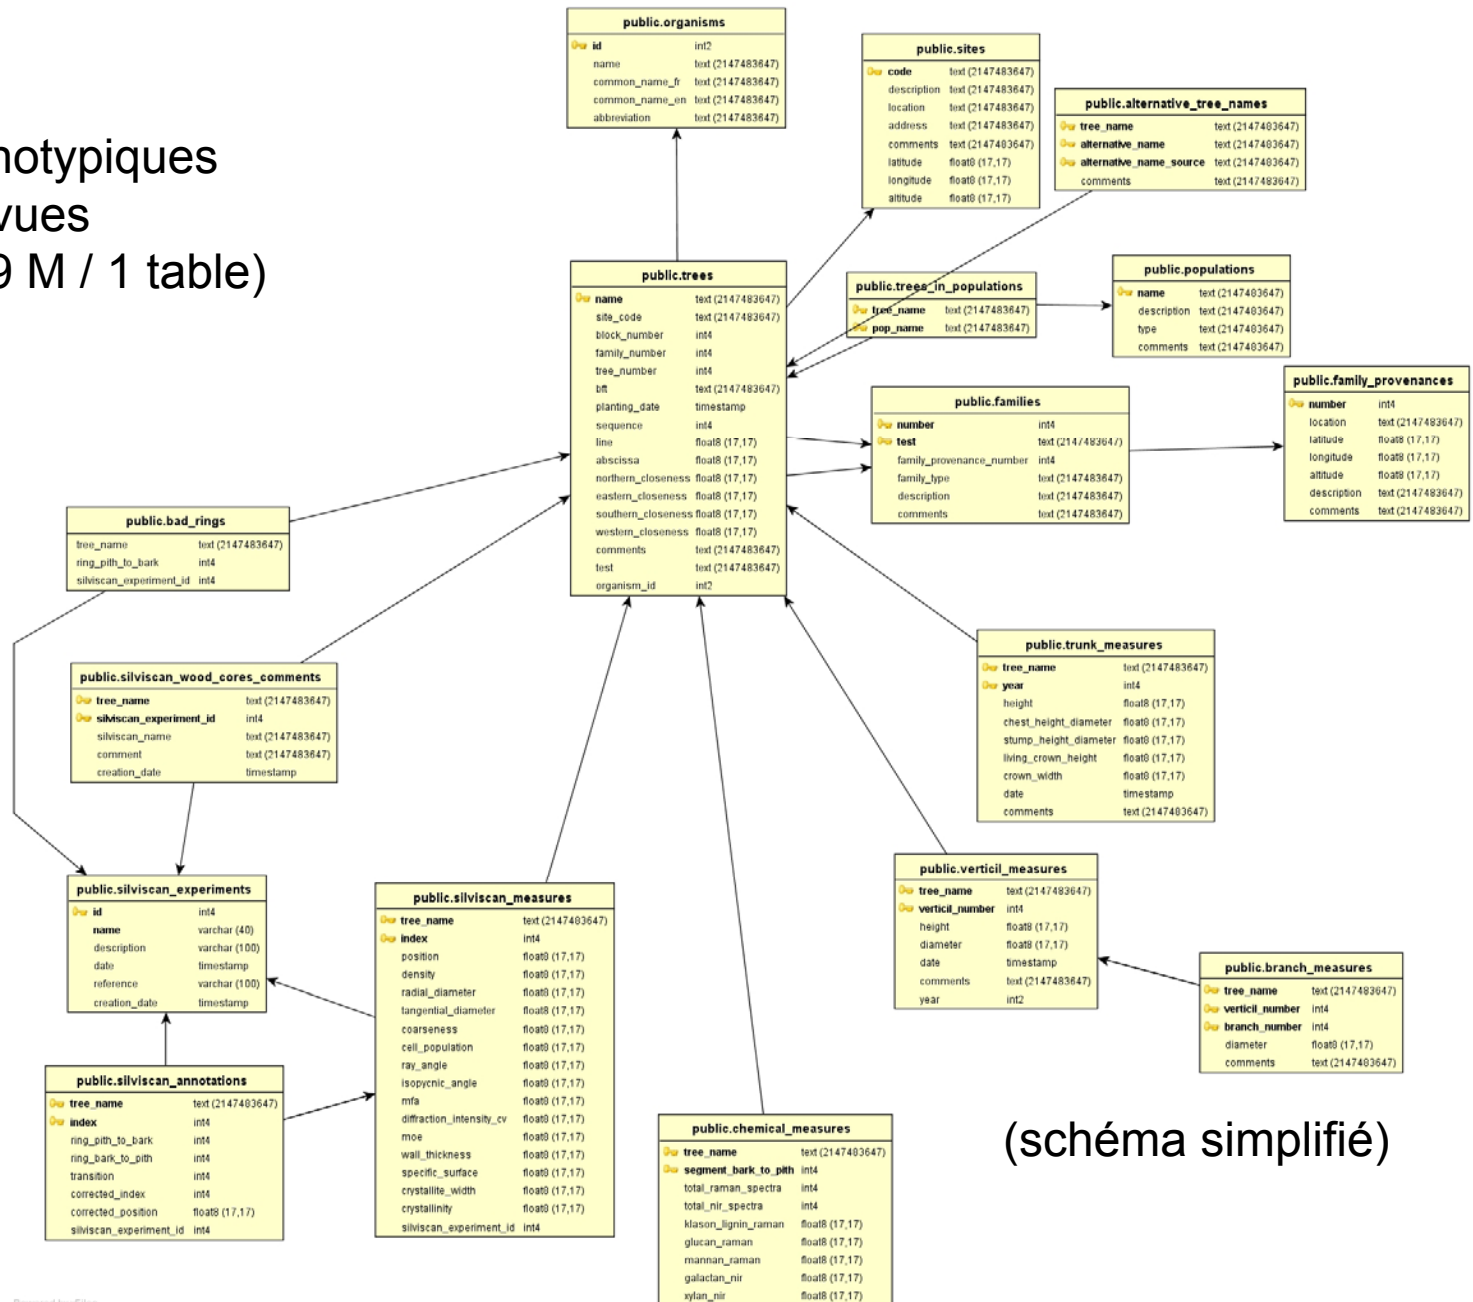 notypiques
vues
9 M / 1 table)
public.organisms
id int2
name text (2147483647)
common_name_fr text (2147483647)
common_name_en text (2147483647)
abbreviation text (2147483647)
public.sites
code text (2147483647)
description text (2147483647)
location text (2147483647)
address text (2147483647)
comments text (2147483647)
latitude float8 (17,17)
longitude float8 (17,17)
altitude float8 (17,17)
public.alternative_tree_names
tree_name text (2147483647)
alternative_name text (2147483647)
alternative_name_source text (2147483647)
comments text (2147483647)
public.trees
name text (2147483647)
site_code text (2147483647)
block_number int4
family_number int4
tree_number int4
bft text (2147483647)
planting_date timestamp
sequence int4
line float8 (17,17)
abscissa float8 (17,17)
northern_closeness float8 (17,17)
eastern_closeness float8 (17,17)
southern_closeness float8 (17,17)
western_closeness float8 (17,17)
comments text (2147483647)
test text (2147483647)
organism_id int2
public.trees_in_populations
tree_name text (2147483647)
pop_name text (2147483647)
public.populations
name text (2147483647)
description text (2147483647)
type text (2147483647)
comments text (2147483647)
public.families
number int4
test text (2147483647)
family_provenance_number int4
family_type text (2147483647)
description text (2147483647)
comments text (2147483647)
public.family_provenances
number int4
location text (2147483647)
latitude float8 (17,17)
longitude float8 (17,17)
altitude float8 (17,17)
description text (2147483647)
comments text (2147483647)
public.bad_rings
tree_name text (2147483647)
ring_pith_to_bark int4
silviscan_experiment_id int4
public.silviscan_wood_cores_comments
tree_name text (2147483647)
silviscan_experiment_id int4
silviscan_name text (2147483647)
comment text (2147483647)
creation_date timestamp
public.trunk_measures
tree_name text (2147483647)
year int4
height float8 (17,17)
chest_height_diameter float8 (17,17)
stump_height_diameter float8 (17,17)
living_crown_height float8 (17,17)
crown_width float8 (17,17)
date timestamp
comments text (2147483647)
public.silviscan_experiments
id int4
name varchar (40)
description varchar (100)
date timestamp
reference varchar (100)
creation_date timestamp
public.silviscan_measures
tree_name text (2147483647)
index int4
position float8 (17,17)
density float8 (17,17)
radial_diameter float8 (17,17)
tangential_diameter float8 (17,17)
coarseness float8 (17,17)
cell_population float8 (17,17)
ray_angle float8 (17,17)
isopycnic_angle float8 (17,17)
mfa float8 (17,17)
diffraction_intensity_cv float8 (17,17)
moe float8 (17,17)
wall_thickness float8 (17,17)
specific_surface float8 (17,17)
crystallite_width float8 (17,17)
crystallinity float8 (17,17)
silviscan_experiment_id int4
public.verticil_measures
tree_name text (2147483647)
verticil_number int4
height float8 (17,17)
diameter float8 (17,17)
date timestamp
comments text (2147483647)
year int2
public.branch_measures
tree_name text (2147483647)
verticil_number int4
branch_number int4
diameter float8 (17,17)
comments text (2147483647)
public.silviscan_annotations
tree_name text (2147483647)
index int4
ring_pith_to_bark int4
ring_bark_to_pith int4
transition int4
corrected_index int4
corrected_position float8 (17,17)
silviscan_experiment_id int4
public.chemical_measures
tree_name text (2147483647)
segment_bark_to_pith int4
total_raman_spectra int4
total_nir_spectra int4
klason_lignin_raman float8 (17,17)
glucan_raman float8 (17,17)
mannan_raman float8 (17,17)
galactan_nir float8 (17,17)
xylan_nir float8 (17,17)
(schéma simplifié)